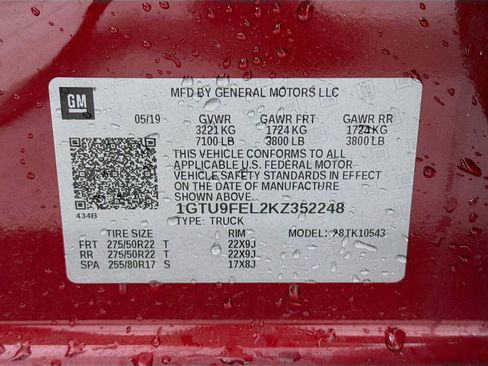 GM
MFD BY GENERAL MOTORS LLC
05/19 GVWR GAWR FRT GAWR RR
3221 KG 1724 KG 1724 KG
7100 LB 3800 LB 3800 LB
THIS VEHICLE CONFORMS TO ALL
APPLICABLE U.S. FEDERAL MOTOR
VEHICLE SAFETY STANDARDS IN EFFECT
ON THE DATE OF MANUFACTURE
SHOWN ABOVE.
434B
1GTU9FEL2KZ352248
TYPE: TRUCK
TIRE SIZE RIM MODEL: TK10543
FRT 275/50R22 T 22X9J
RR 275/50R22 T 22X9J
SPA 255/80R17 S 17X8J